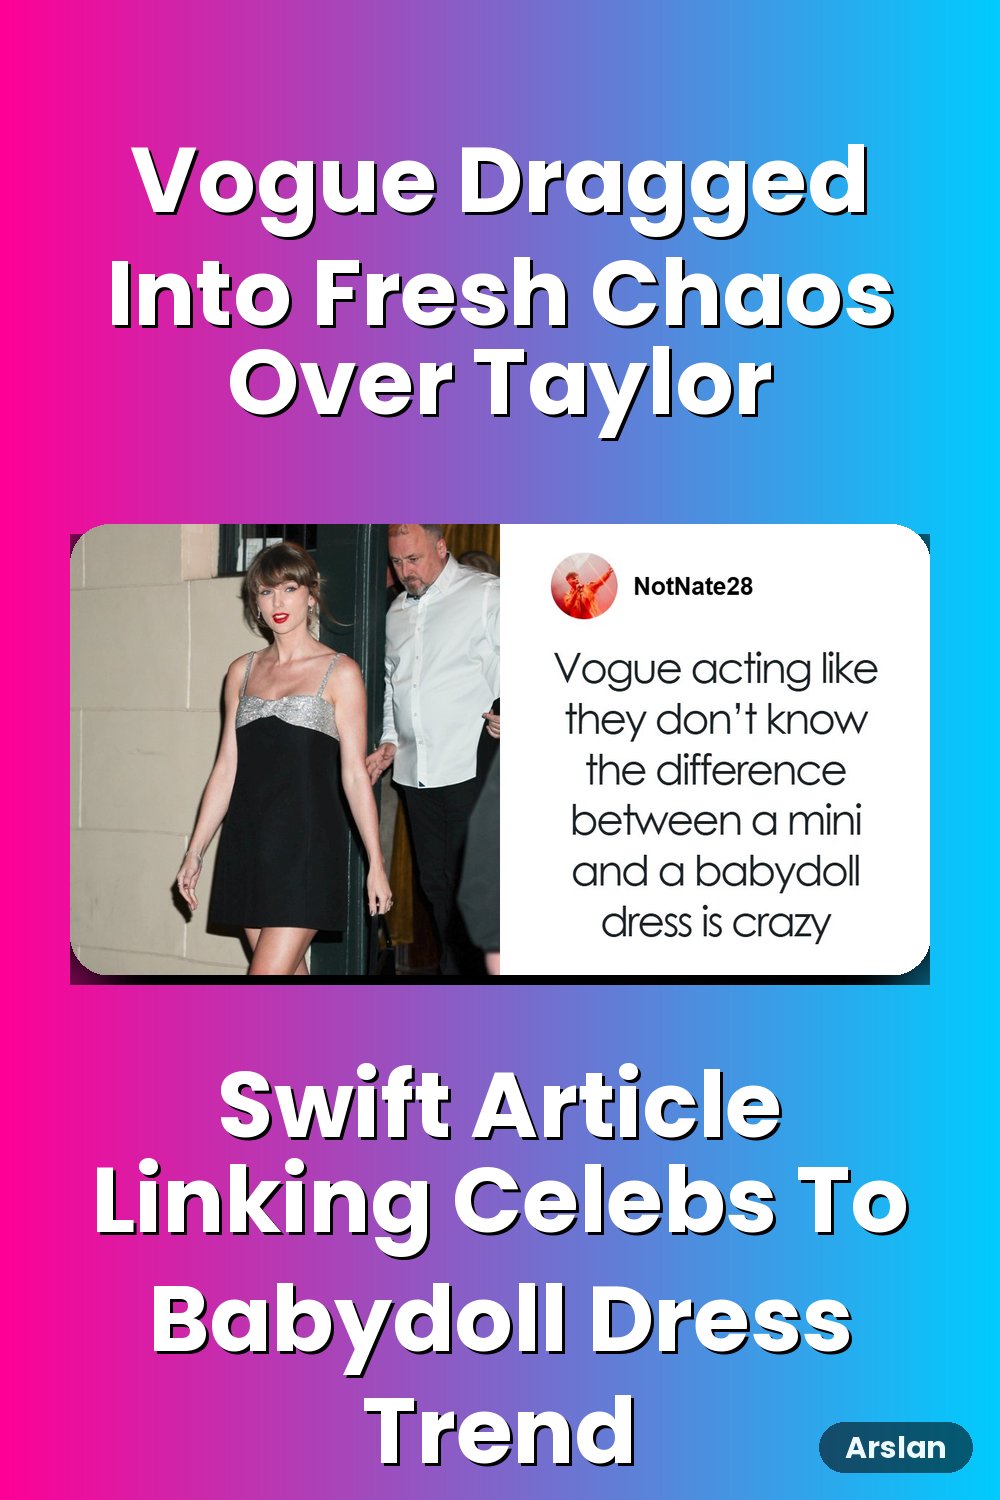 Vogue Dragged
Into Fresh Chaos
Over Taylor
NotNate28
Vogue acting like
they don’t know
the difference
between a mini
and a babydoll
dress is crazy
Swift Article
Linking Celebs To
Babydoll Dress
Trend
Arslan